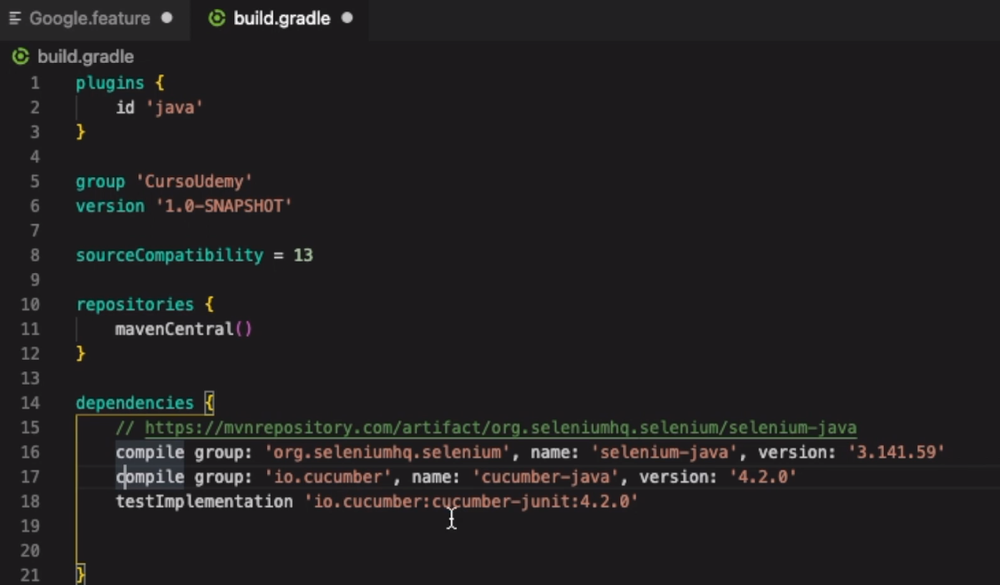 Google.feature build.gradle
build.gradle
1 plugins {
2     id 'java'
3 }
4
5 group 'CursoUdemy'
6 version '1.0-SNAPSHOT'
7
8 sourceCompatibility = 13
9
10 repositories {
11     mavenCentral()
12 }
13
14 dependencies {
15     // https://mvnrepository.com/artifact/org.seleniumhq.selenium/selenium-java
16     compile group: 'org.seleniumhq.selenium', name: 'selenium-java', version: '3.141.59'
17     compile group: 'io.cucumber', name: 'cucumber-java', version: '4.2.0'
18     testImplementation 'io.cucumber:cucumber-junit:4.2.0'
19
20
21 }